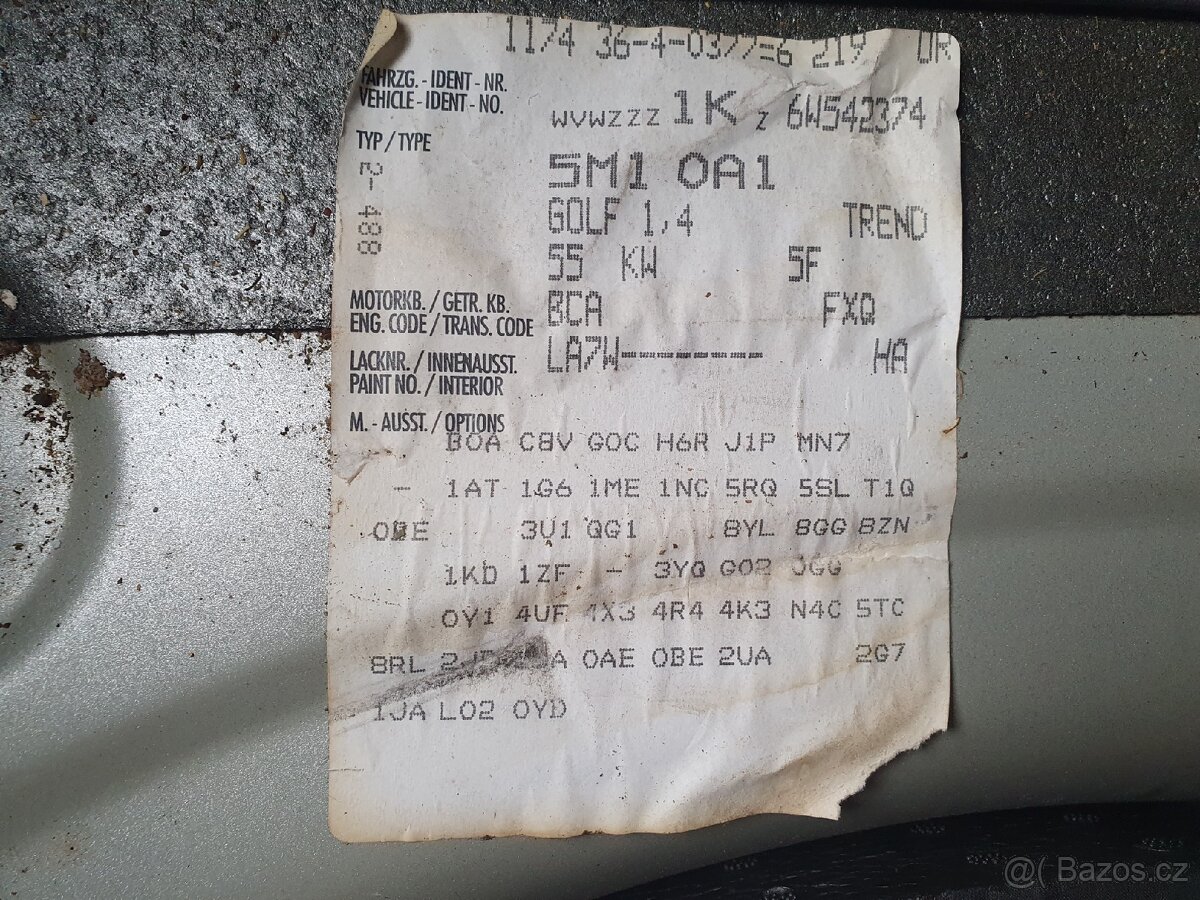 1174 36-4-0377=6 219 UR
FAHRZG. - IDENT - NR.
VEHICLE - IDENT - NO.
WVWZZZ 1K Z 6W542374
TYP / TYPE
5M1 0A1
2-488
GOLF 1,4 TREND
55 KW 5F
MOTORKB. / GETR. KB.
ENG. CODE / TRANS. CODE
BCA FXQ
LACKNR. / INNENAUSST.
PAINT NO. / INTERIOR
LA7W------- HA
M. - AUSST. / OPTIONS
B0A C8V G0C H6R J1P MN7
- 1AT 1G6 1ME 1NC 5RQ 5SL T1Q
3U1 QG1 8YL 8GG 8ZN
1KD 1ZF - 3YQ G02 0GG
0Y1 4UF 4X3 4R4 4K3 N4C 5TC
8RL 0AE 0BE 2UA 2G7
1JA L02 0YD
@( Bazos.cz